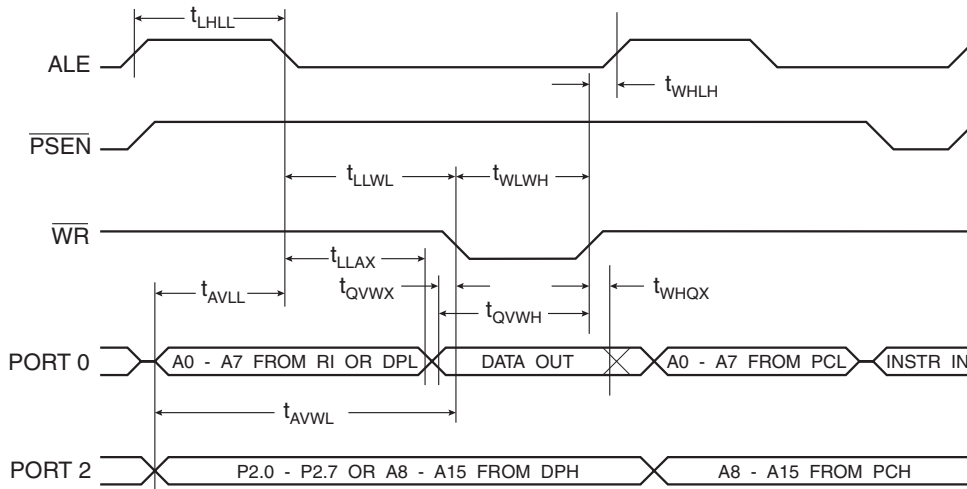 tLHLL
ALE
tWHLH
PSEN
tLLWL
tWLWH
WR
tLLAX
tAVLL
tQVWX
tWHQX
tQVWH
PORT 0
A0 - A7 FROM RI OR DPL
DATA OUT
A0 - A7 FROM PCL
INSTR IN
tAVWL
PORT 2
P2.0 - P2.7 OR A8 - A15 FROM DPH
A8 - A15 FROM PCH